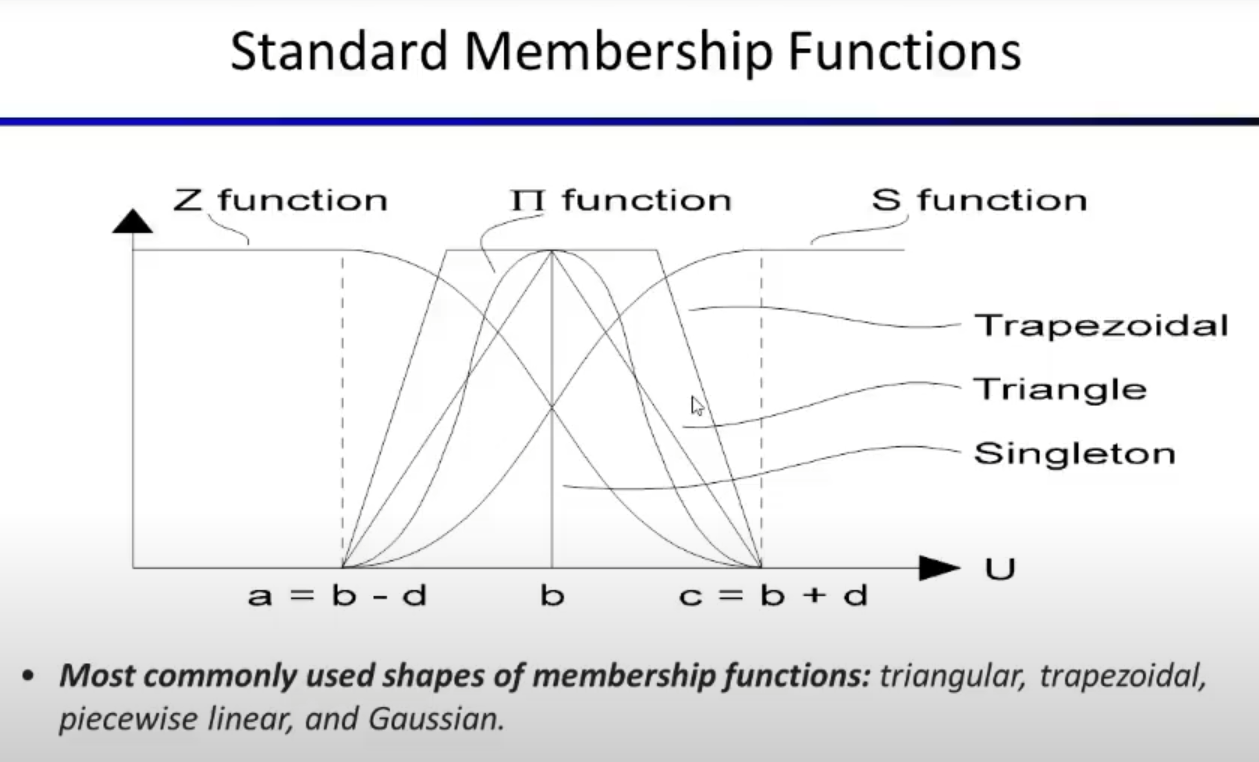 Standard Membership Functions
Z function
Π function
S function
Trapezoidal
Triangle
Singleton
U
a = b - d
b
c = b + d
• Most commonly used shapes of membership functions: triangular, trapezoidal,
piecewise linear, and Gaussian.